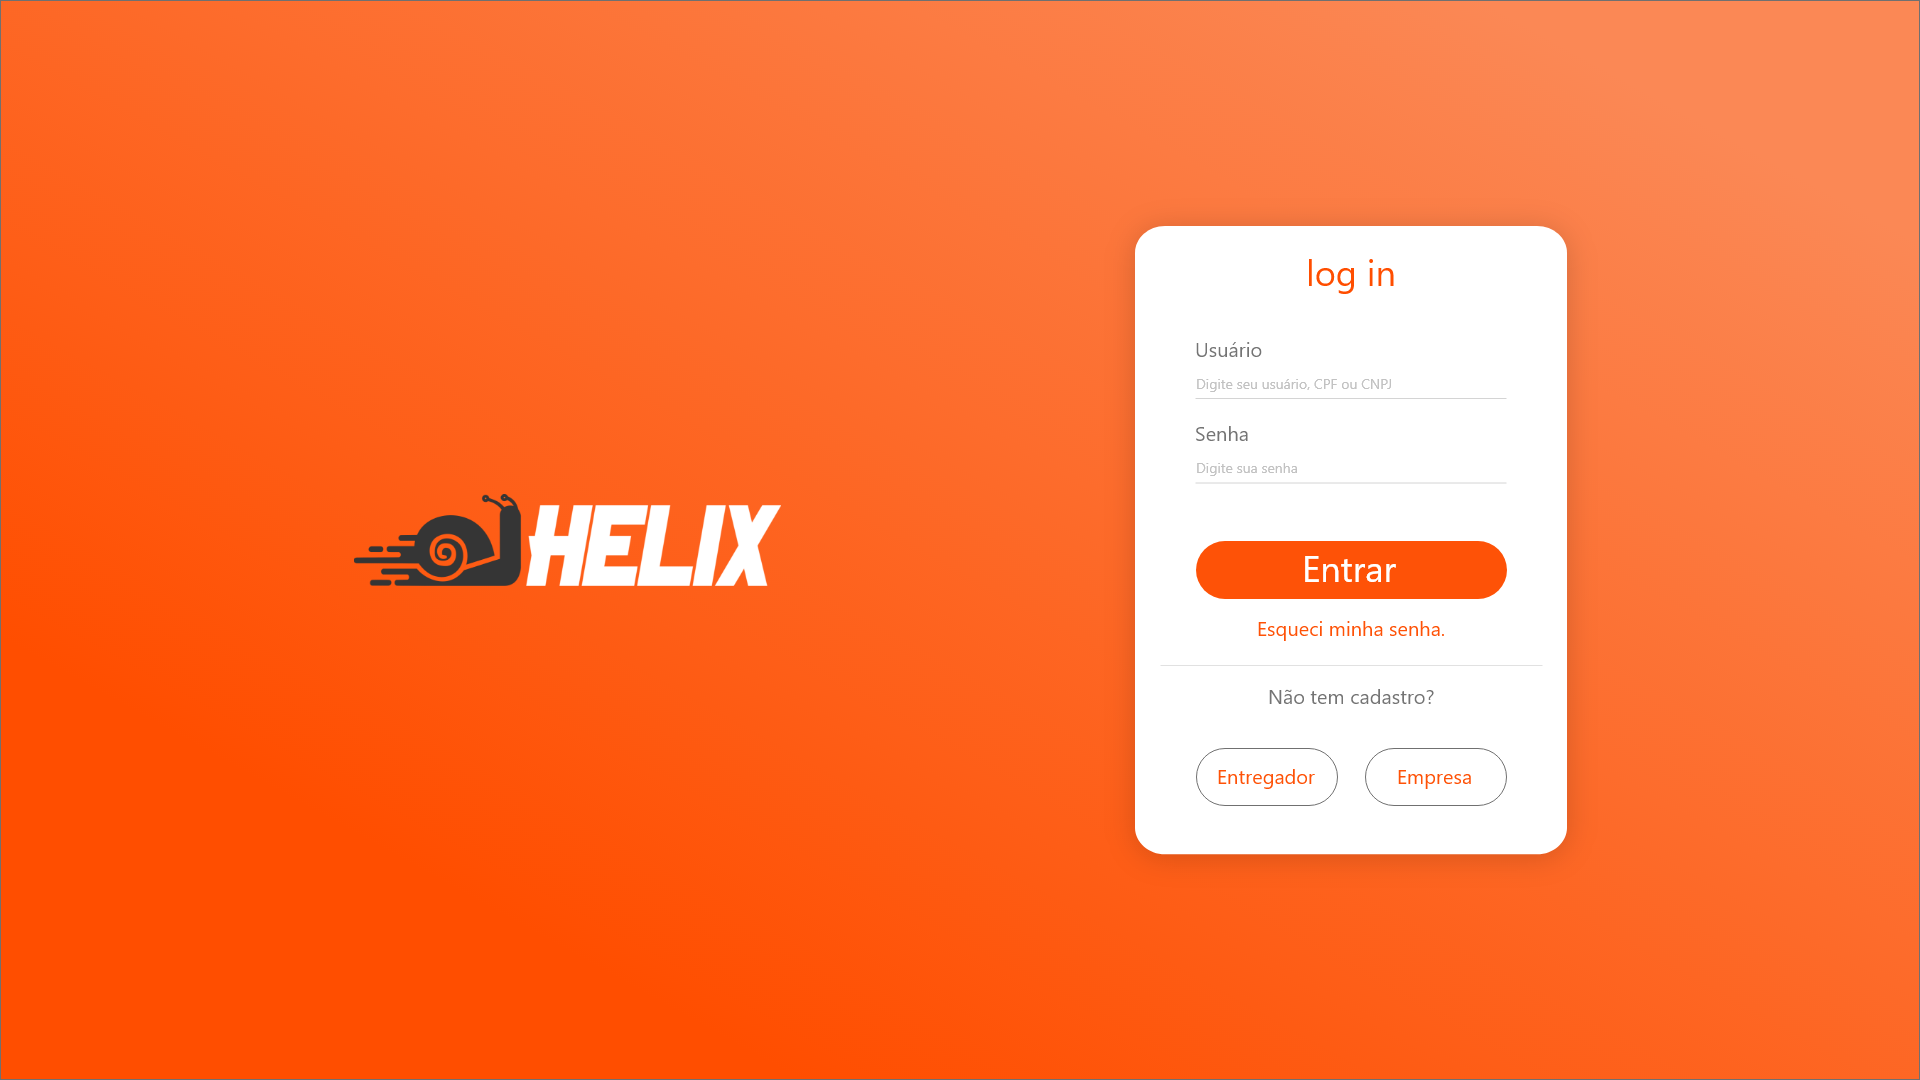 HELIX
log in
Usuário
Digite seu usuário, CPF ou CNPJ
Senha
Digite sua senha
Entrar
Esqueci minha senha.
Não tem cadastro?
Entregador
Empresa